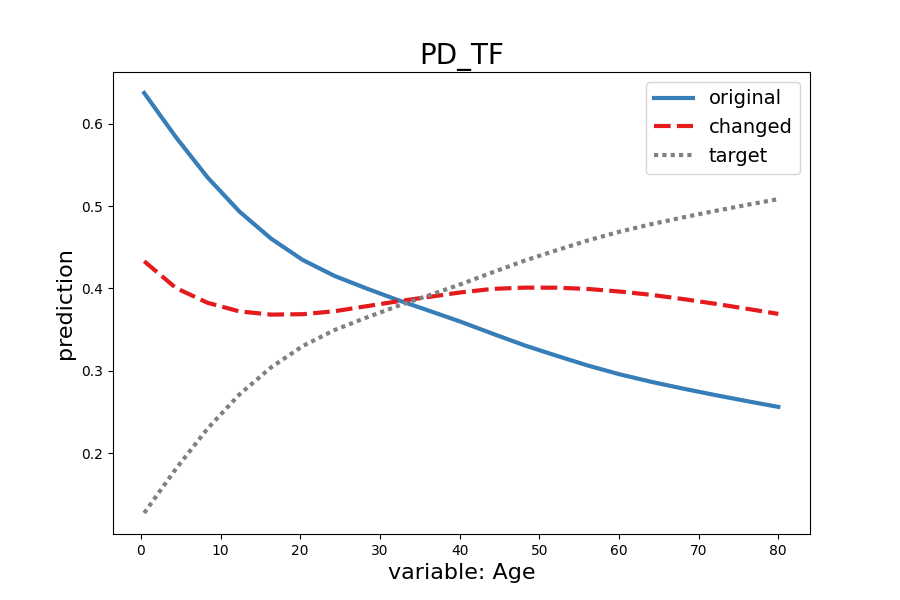 PD_TF
original
changed
target
prediction
0.6
0.5
0.4
0.3
0.2
0 10 20 30 40 50 60 70 80
variable: Age